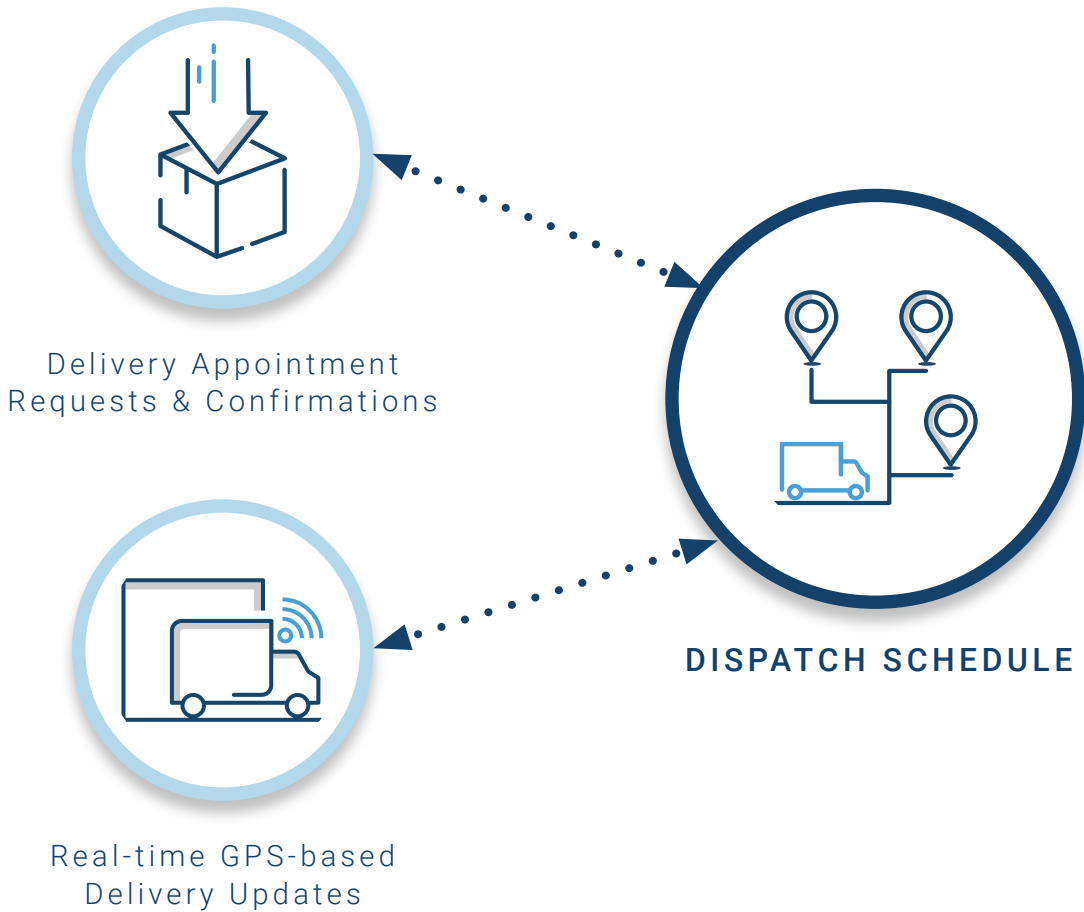 Delivery Appointment
Requests & Confirmations
DISPATCH SCHEDULE
Real-time GPS-based
Delivery Updates